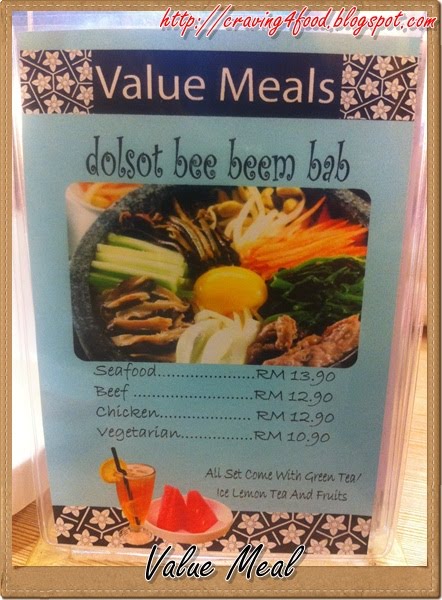 http://craving4food.blogspot.com
Value Meals
dolsot bee beem bab
Seafood.....................RM 13.90
Beef ..........................RM 12.90
Chicken.................... RM 12.90
Vegetarian................RM 10.90
All Set Come With Green Tea/
Ice Lemon Tea And Fruits
Value Meal